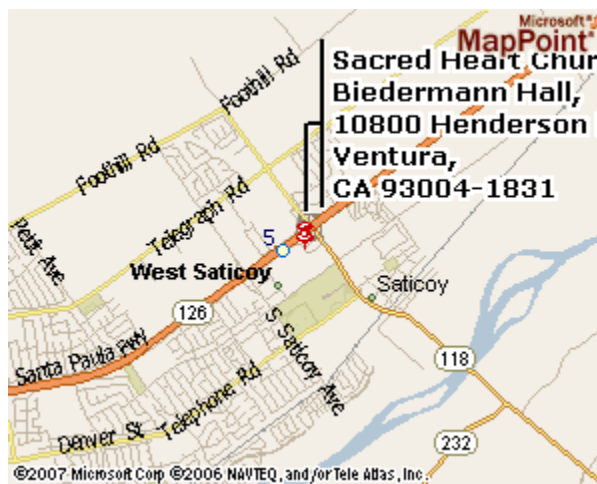 Microsoft®
MapPoint®
Sacred Heart Chur
Biedermann Hall,
10800 Henderson
Ventura,
CA 93004-1831
Foothill Rd
Foothill Rd
Telegraph Rd
Petit Ave
5
West Saticoy
Saticoy
126
S Saticoy Ave
Santa Paula Fwy
118
Telephone Rd
Denver St
232
©2007 Microsoft Corp ©2006 NAVTEQ, and/or Tele Atlas, Inc.